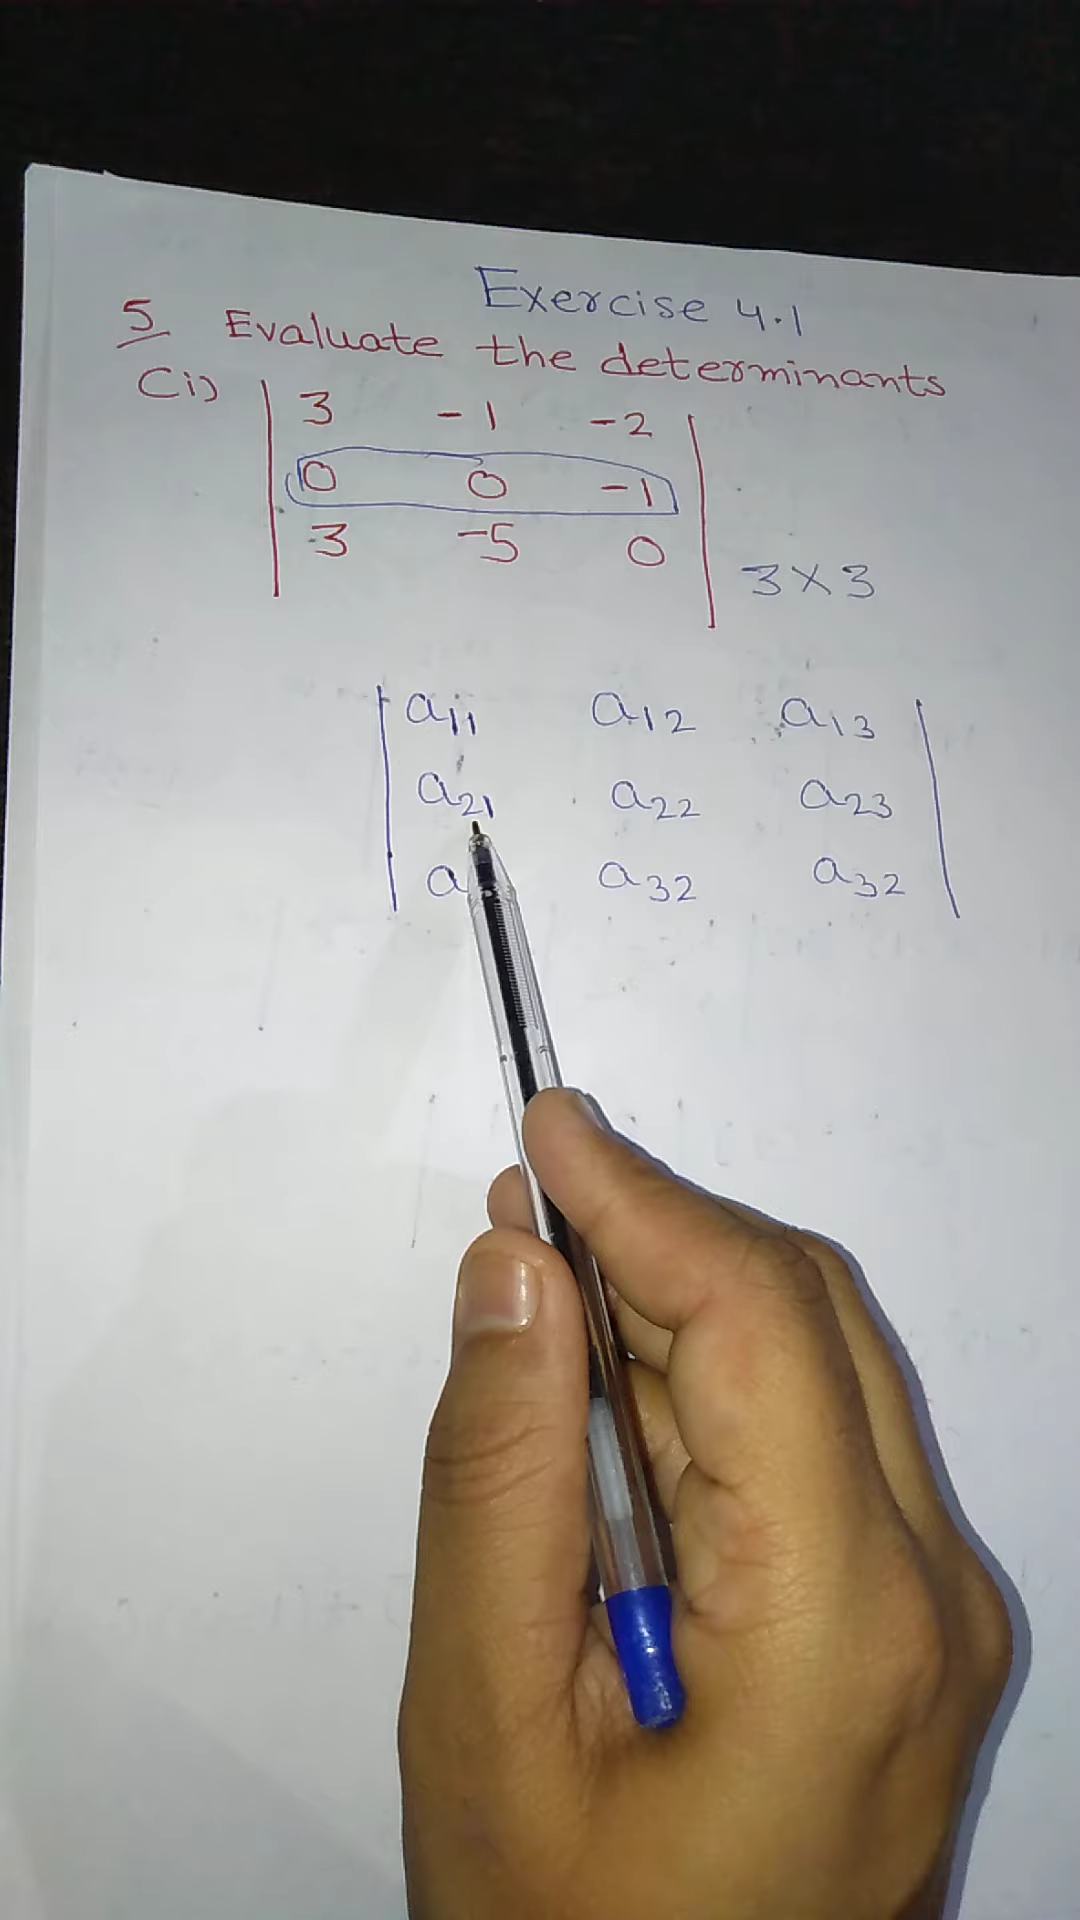 Exercise 4.1
5 Evaluate the determinants
(i) 3 -1 -2
0 0 -1
3 -5 0
3×3
a11 a12 a13
a21 a22 a23
a a32 a32